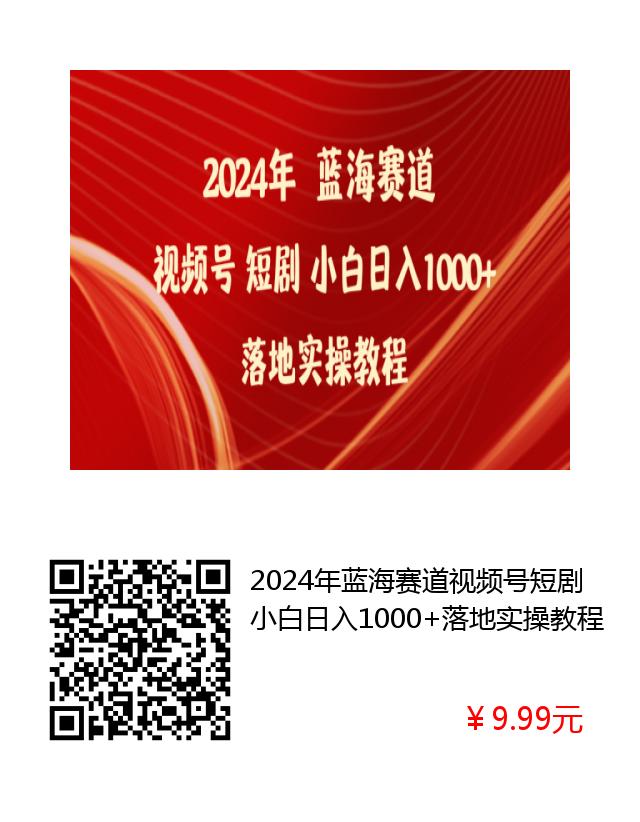 2024年 蓝海赛道
视频号 短剧 小白日入1000+
落地实操教程
2024年蓝海赛道视频号短剧
小白日入1000+落地实操教程
￥9.99元